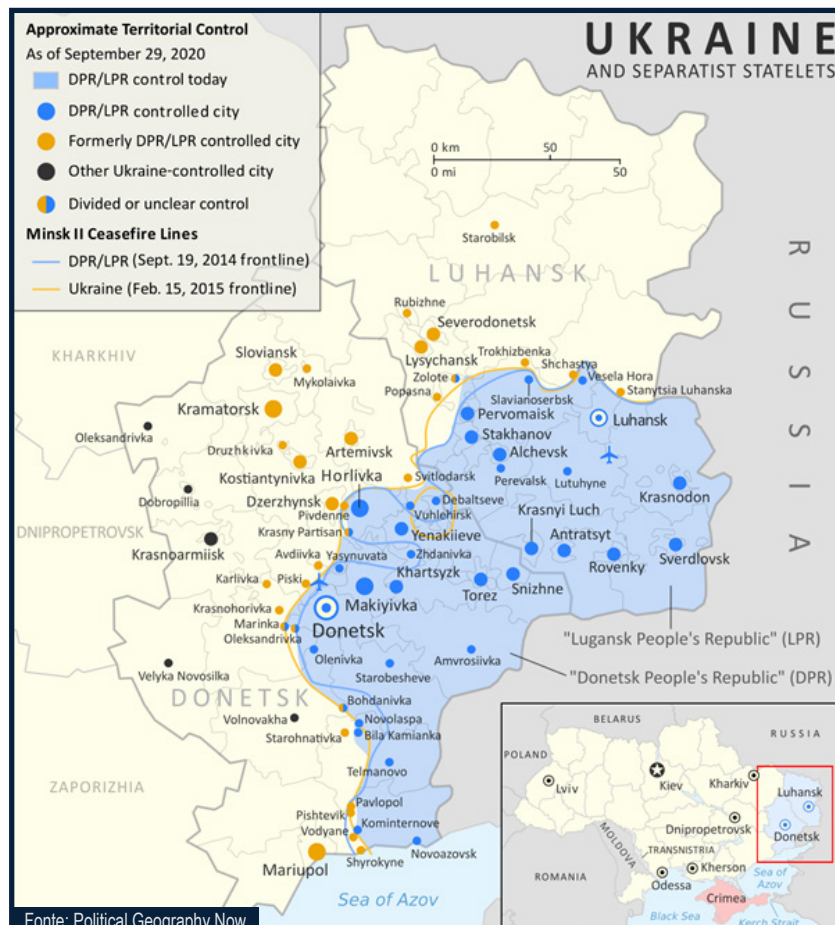 Approximate Territorial Control
As of September 29, 2020
DPR/LPR control today
DPR/LPR controlled city
Formerly DPR/LPR controlled city
Other Ukraine-controlled city
Divided or unclear control
Minsk II Ceasefire Lines
DPR/LPR (Sept. 19, 2014 frontline)
Ukraine (Feb. 15, 2015 frontline)
UKRAINE
AND SEPARATIST STATELETS
0 km 50
0 mi 50
Starobilsk
LUHANSK
RUSSIA
Rubizhne
Severodonetsk
Lysychansk
KHARKHIV
Sloviansk
Mykolaivka
Trokhizbenka
Shchastya
Zolote
Vesela Hora
Popasna
Slavianoserbsk
Stanytsia Luhanska
Kramatorsk
Pervomaisk
Luhansk
Oleksandrivka
Druzhkivka
Artemivsk
Stakhanov
Alchevsk
Kostiantynivka
Horlivka
Svitlodarsk
Perevalsk
Lutuhyne
Dobropillia
Dzerzhynsk
Debaltseve
Krasnodon
Pivdenne
Vuhlehirsk
Krasnyi Luch
DNIPROPETROVSK
Krasny Partisan
Yenakiieve
Krasnoarmiisk
Antratsyt
Avdiivka
Yasynuvata
Zhdanivka
Rovenky
Sverdlovsk
Karlivka
Piski
Khartsyzk
Snizhne
Makiyivka
Torez
Krasnohorivka
Marinka
Donetsk
Oleksandrivka
"Lugansk People's Republic" (LPR)
Olenivka
Amvrosiivka
Velyka Novosilka
Starobesheve
"Donetsk People's Republic" (DPR)
DONETSK
Bohdanivka
Volnovakha
Novolaspa
Starohnativka
Bila Kamianka
Telmanovo
ZAPORIZHIA
Pavlopol
Pishtevik
Kominternove
Vodyane
Novoazovsk
Mariupol
Shyrokyne
Sea of Azov
BELARUS
RUSSIA
POLAND
Lviv
Kiev
Kharkiv
Luhansk
Dnipropetrovsk
Donetsk
MOLDOVA
TRANSNISTRIA
Kherson
ROMANIA
Odessa
Sea of
Azov
Crimea
Black Sea
Kerch Strait
Fonte: Political Geography Now